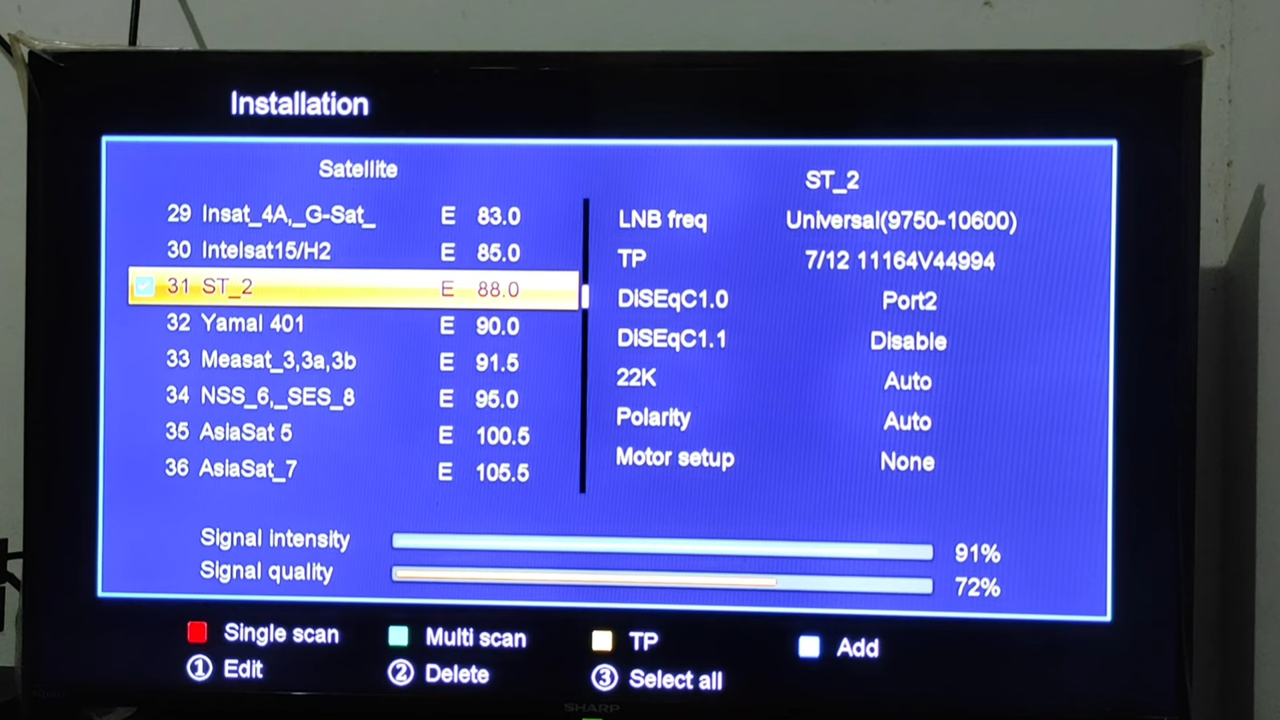 Installation
Satellite
29 Insat_4A,_G-Sat_ E 83.0
30 Intelsat15/H2 E 85.0
31 ST_2 E 88.0
32 Yamal 401 E 90.0
33 Measat_3,3a,3b E 91.5
34 NSS_6,_SES_8 E 95.0
35 AsiaSat 5 E 100.5
36 AsiaSat_7 E 105.5
ST_2
LNB freq Universal(9750-10600)
TP 7/12 11164V44994
DiSEqC1.0 Port2
DiSEqC1.1 Disable
22K Auto
Polarity Auto
Motor setup None
Signal intensity 91%
Signal quality 72%
Single scan Multi scan TP Add
① Edit ② Delete ③ Select all
SHARP